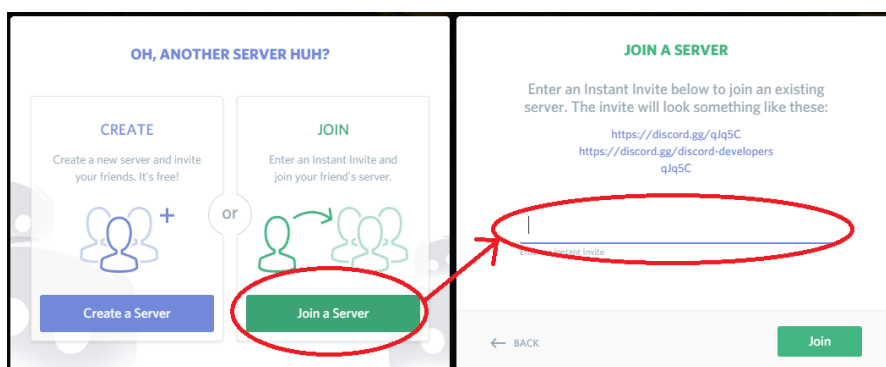 OH, ANOTHER SERVER HUH?
CREATE
Create a new server and invite
your friends. It's free!
or
JOIN
Enter an Instant Invite and
join your friend's server.
Create a Server
Join a Server
JOIN A SERVER
Enter an Instant Invite below to join an existing
server. The invite will look something like these:
https://discord.gg/qJq5C
https://discord.gg/discord-developers
qJq5C
Enter an Instant Invite
BACK
Join